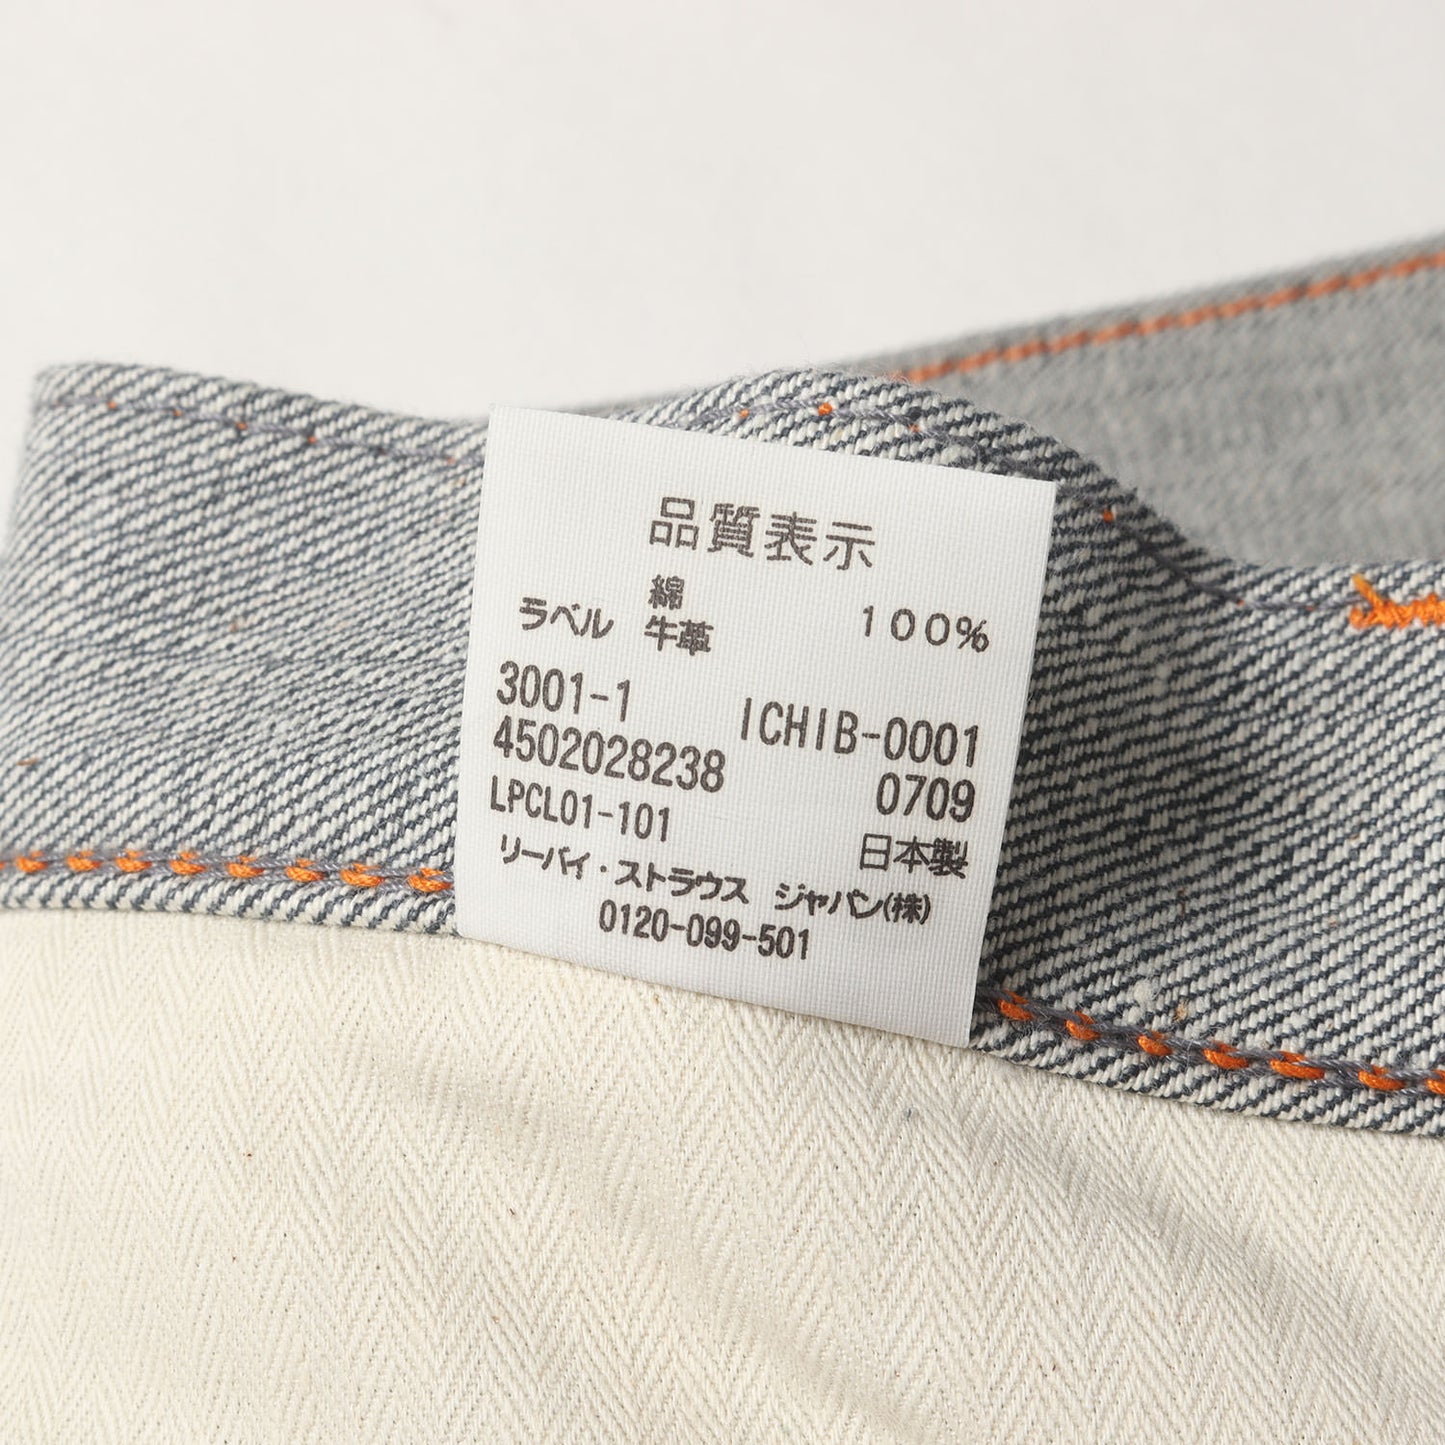 品質表示
綿 100%
ラベル 牛革
3001-1 ICHIB-0001
4502028238 0709
LPCL01-101 日本製
リーバイ・ストラウス ジャパン(株)
0120-099-501